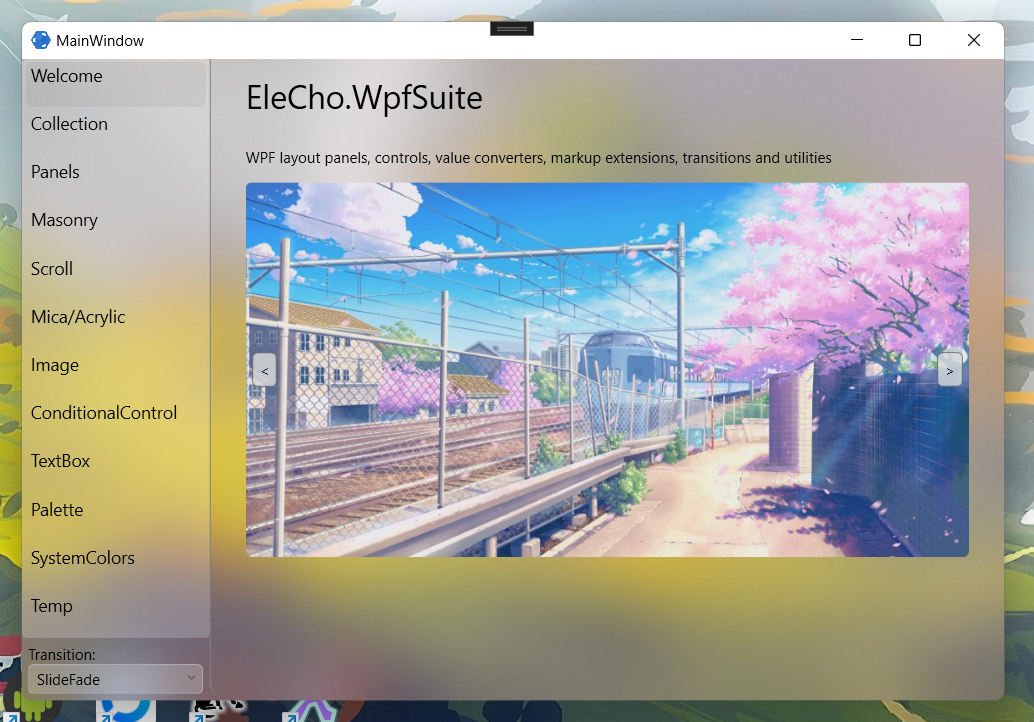 MainWindow
Welcome
Collection
Panels
Masonry
Scroll
Mica/Acrylic
Image
ConditionalControl
TextBox
Palette
SystemColors
Temp
Transition:
SlideFade
EleCho.WpfSuite
WPF layout panels, controls, value converters, markup extensions, transitions and utilities
<
>